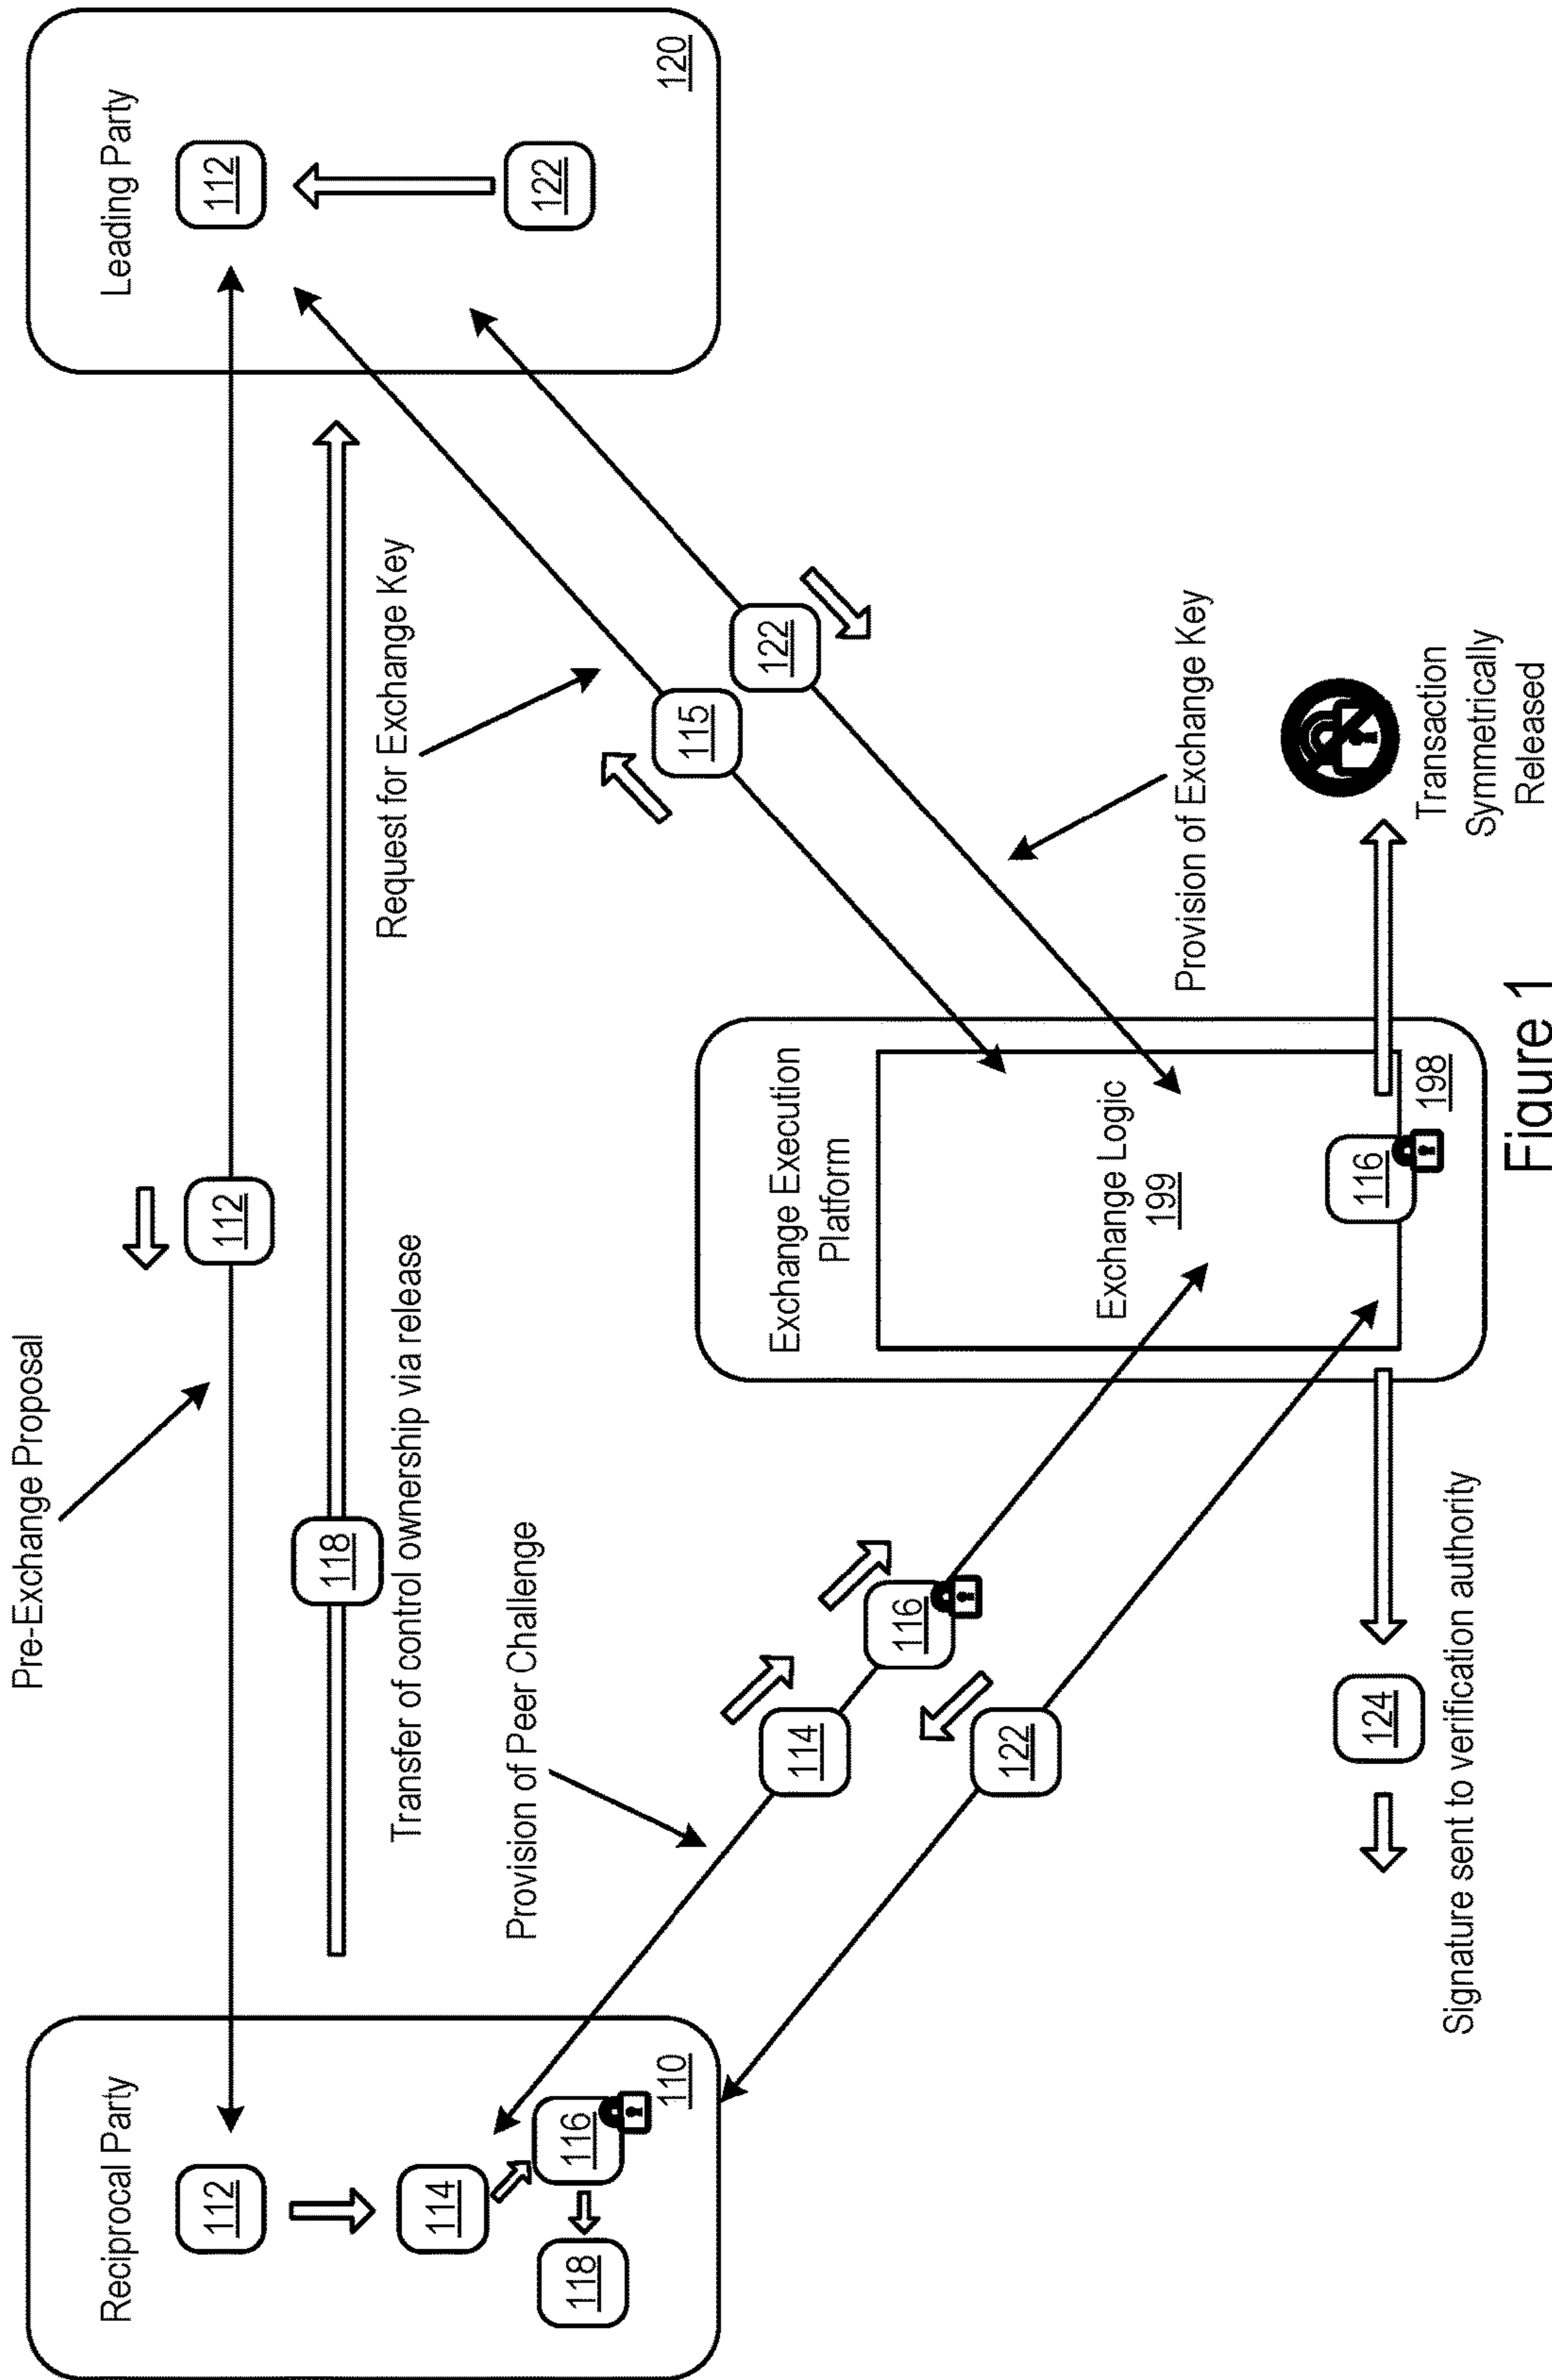 Pre-Exchange Proposal
Reciprocal Party
112
114
116
118
110
112
118
Transfer of control ownership via release
Leading Party
112
122
120
Request for Exchange Key
115
122
Provision of Exchange Key
Provision of Peer Challenge
114
116
122
Exchange Execution
Platform
Exchange Logic
199
116
198
124
Signature sent to verification authority
Transaction
Symmetrically
Released
Figure 1